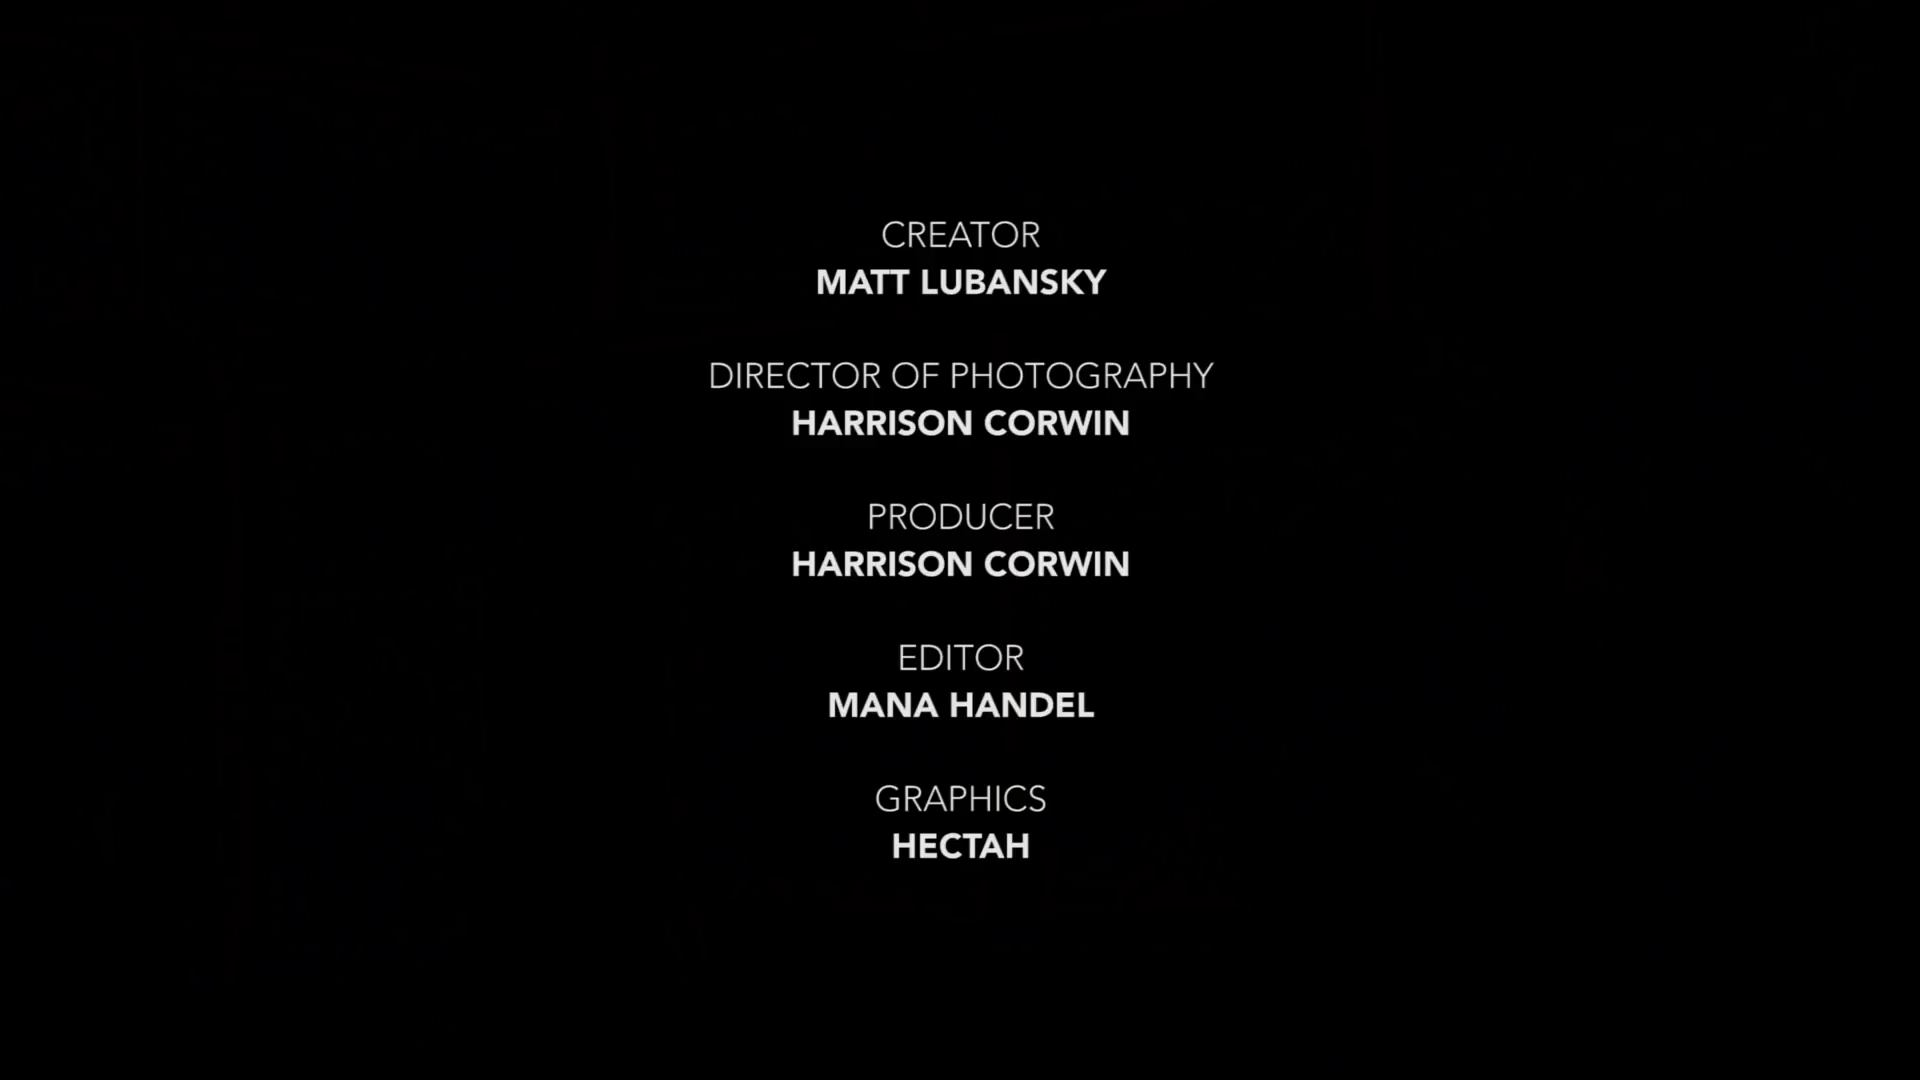 CREATOR
MATT LUBANSKY
DIRECTOR OF PHOTOGRAPHY
HARRISON CORWIN
PRODUCER
HARRISON CORWIN
EDITOR
MANA HANDEL
GRAPHICS
HECTAH